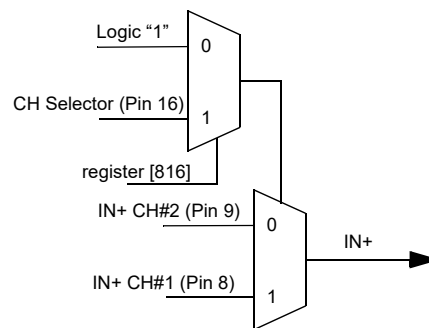 Logic “1”
0
CH Selector (Pin 16)
1
register [816]
IN+ CH#2 (Pin 9)
0
IN+
IN+ CH#1 (Pin 8)
1